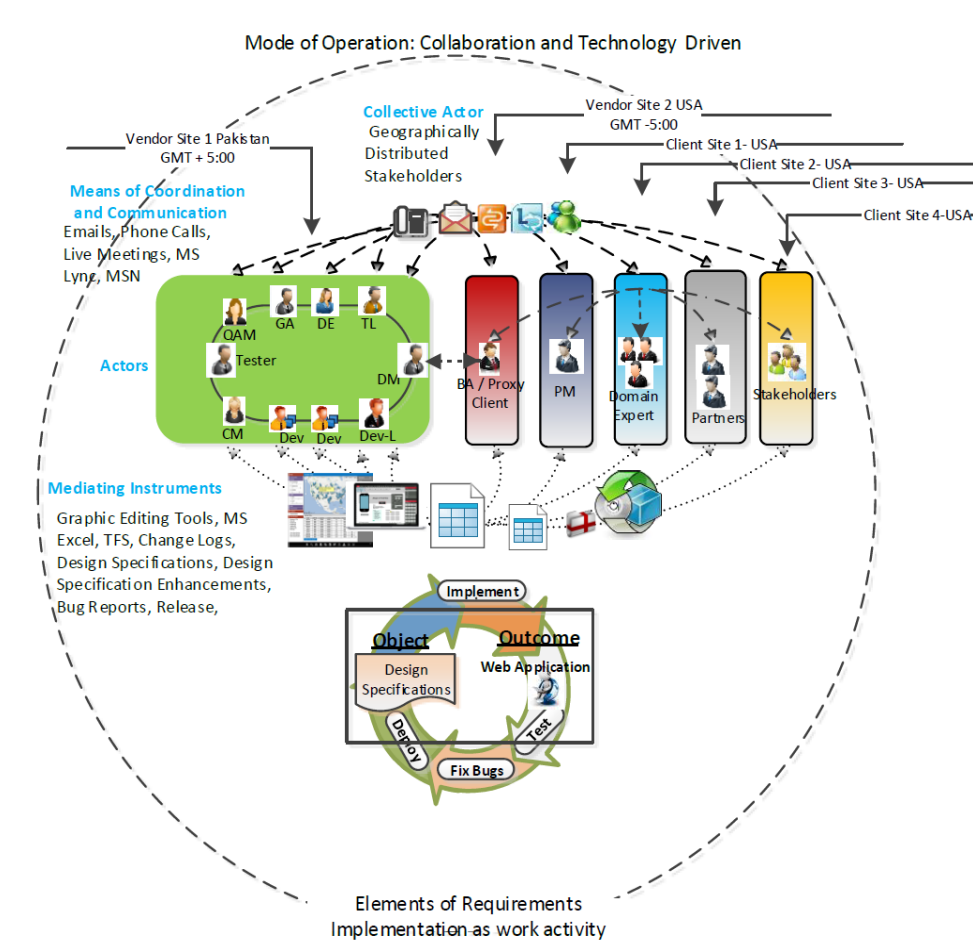 Mode of Operation: Collaboration and Technology Driven
Collective Actor
Geographically
Distributed
Stakeholders
Vendor Site 2 USA
GMT -5:00
Vendor Site 1 Pakistan
GMT + 5:00
Client Site 1- USA
Client Site 2- USA
Client Site 3- USA
Client Site 4-USA
Means of Coordination
and Communication
Emails, Phone Calls,
Live Meetings, MS
Lync, MSN
Actors
QAM
GA
DE
TL
Tester
DM
CM
Dev
Dev
Dev-L
BA / Proxy
Client
PM
Domain
Expert
Partners
Stakeholders
Mediating Instruments
Graphic Editing Tools, MS
Excel, TFS, Change Logs,
Design Specifications, Design
Specification Enhancements,
Bug Reports, Release,
Implement
Object
Outcome
Design
Specifications
Web Application
Deploy
Test
Fix Bugs
Elements of Requirements
Implementation as work activity